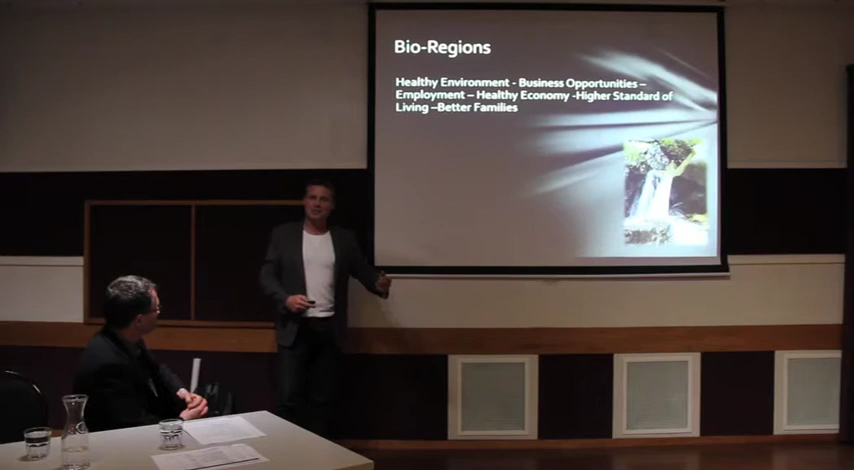 Bio-Regions
Healthy Environment - Business Opportunities –
Employment – Healthy Economy -Higher Standard of
Living –Better Families